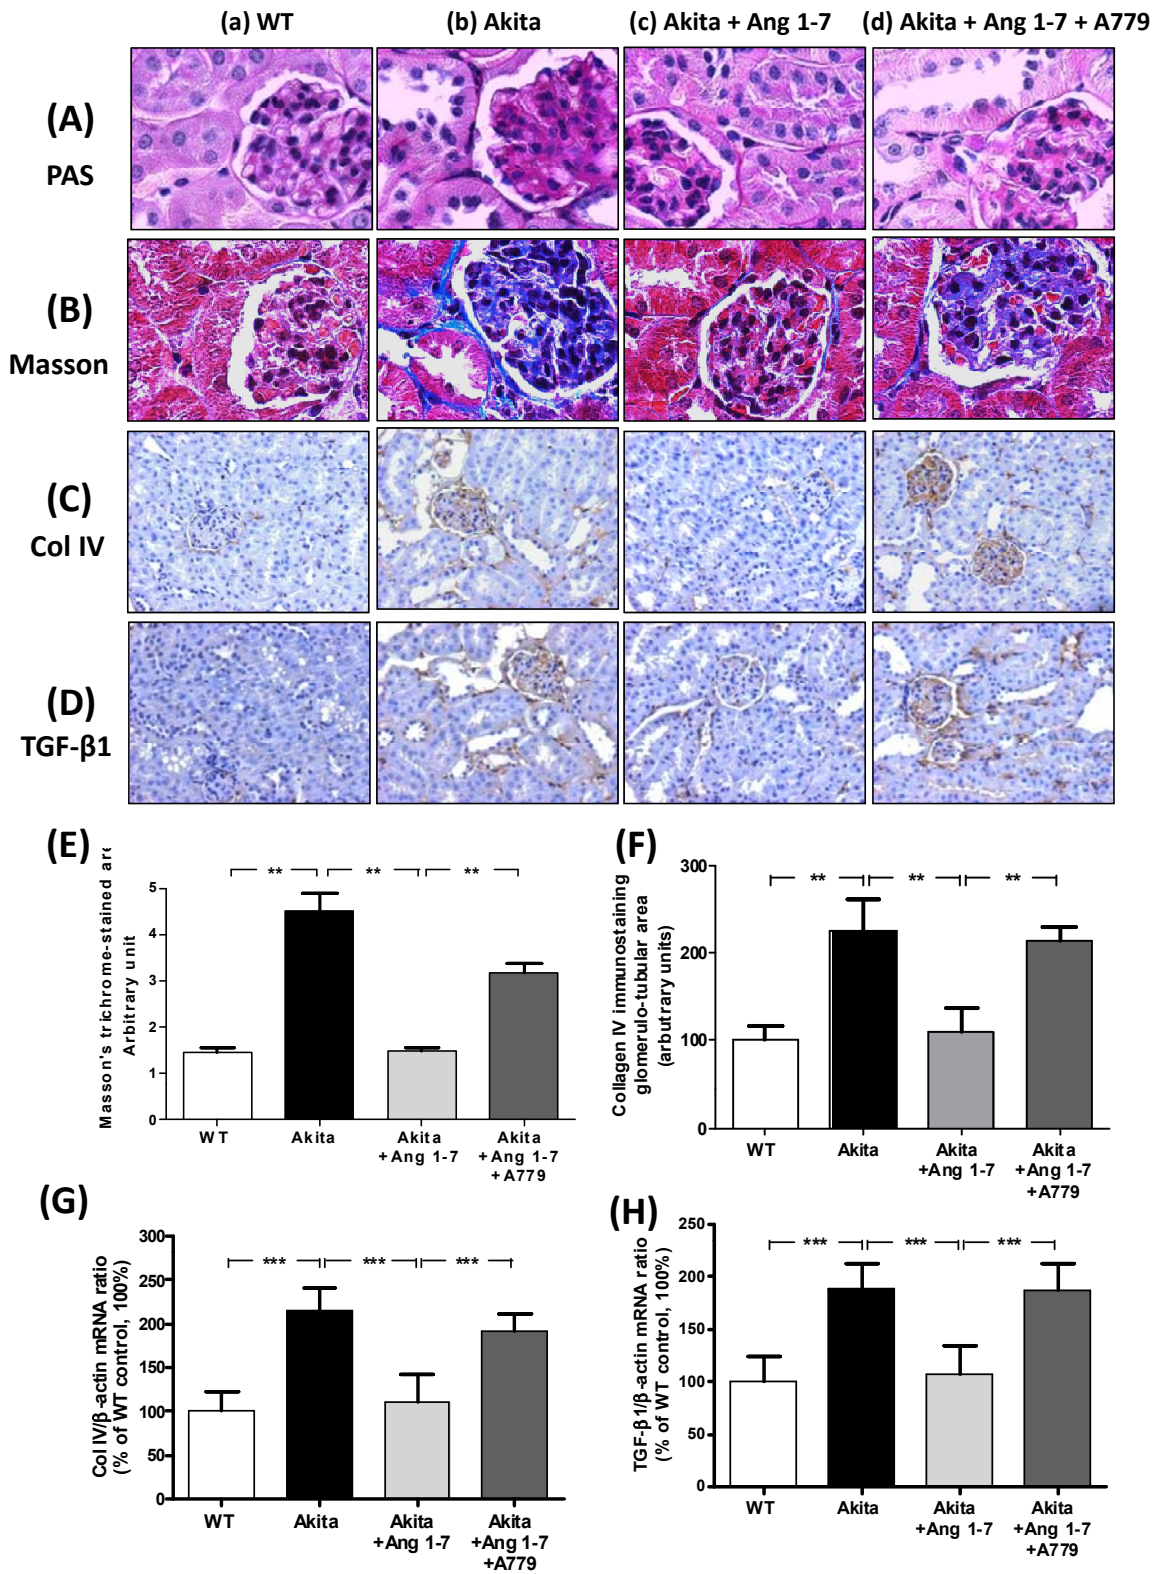 (a) WT (b) Akita (c) Akita + Ang 1-7 (d) Akita + Ang 1-7 + A779
(A)
PAS
(B)
Masson
(C)
Col IV
(D)
TGF-β1
(E)
Masson's trichrome-stained are
Arbitrary unit
5
4
3
2
1
0
** ** **
WT Akita Akita Akita
+Ang 1-7 +Ang 1-7
+A779
(F)
Collagen IV immunostaining
glomerulo-tubular area
(arbutrary units)
300
200
100
0
** ** **
WT Akita Akita Akita
+Ang 1-7 +Ang 1-7
+A779
(G)
Col IV/β-actin mRNA ratio
(% of WT control, 100%)
300
250
200
150
100
50
0
*** *** ***
WT Akita Akita Akita
+Ang 1-7 +Ang 1-7
+A779
(H)
TGF-β1/β-actin mRNA ratio
(% of WT control, 100%)
250
200
150
100
50
0
*** *** ***
WT Akita Akita Akita
+Ang 1-7 +Ang 1-7
+A779